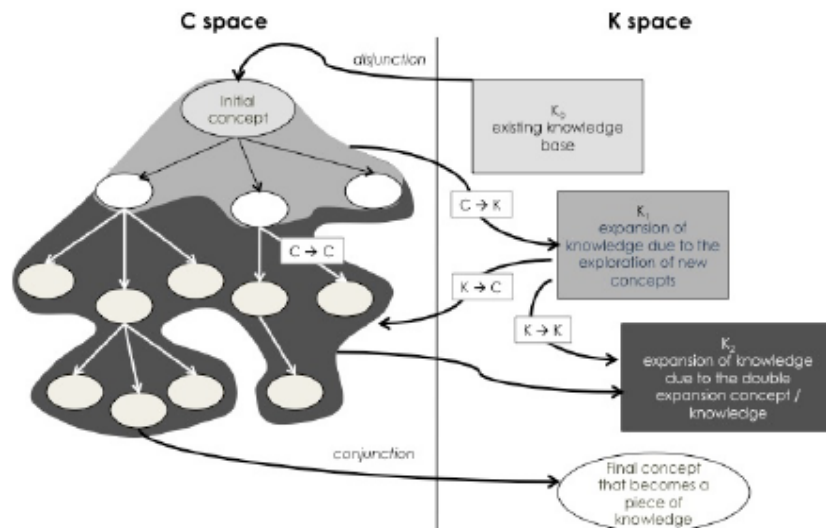 C space
K space
disjunction
Initial
concept
K0
existing knowledge
base
C → K
K1
expansion of
knowledge due to the
exploration of new
concepts
C → C
K → C
K → K
K2
expansion of knowledge
due to the double
expansion concept /
knowledge
conjunction
Final concept
that becomes a
piece of
knowledge